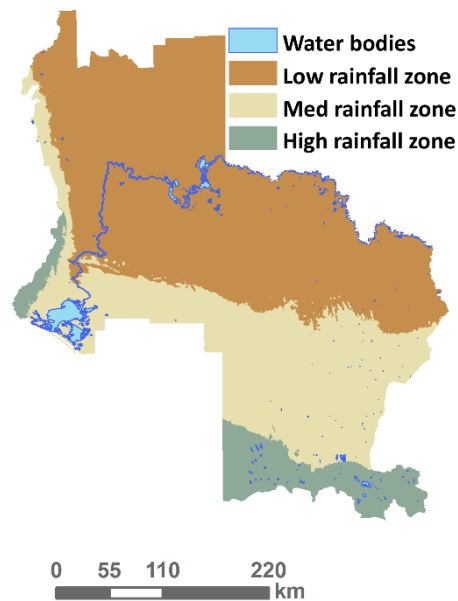 Water bodies
Low rainfall zone
Med rainfall zone
High rainfall zone
0 55 110 220
km